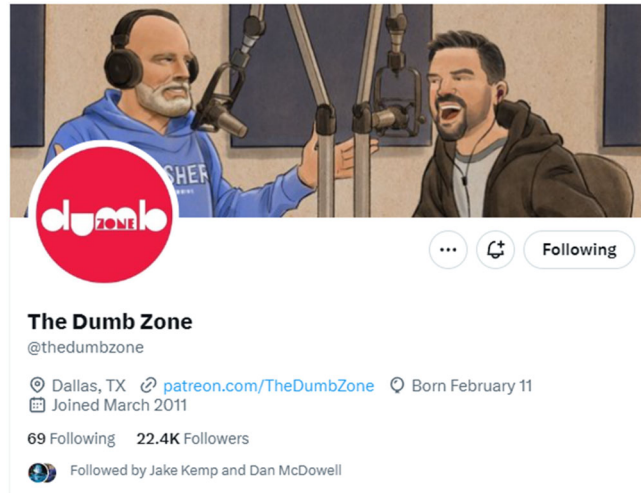 SHER
dumb
ZONE
Following
The Dumb Zone
@thedumbzone
Dallas, TX patreon.com/TheDumbZone Born February 11
Joined March 2011
69 Following 22.4K Followers
Followed by Jake Kemp and Dan McDowell